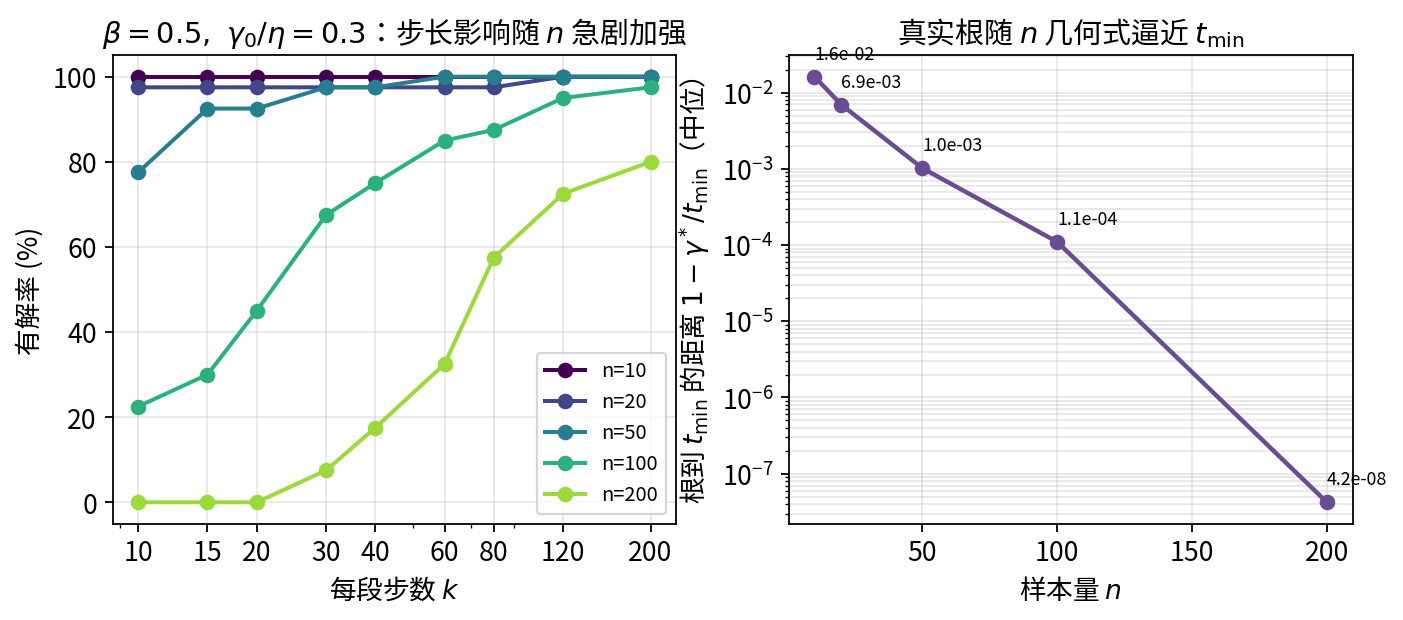 β = 0.5, γ₀/η = 0.3：步长影响随 n 急剧加强
100
80
60
40
20
0
有解率 (%)
n=10
n=20
n=50
n=100
n=200
10 15 20 30 40 60 80 120 200
每段步数 k
真实根随 n 几何式逼近 t_min
根到 t_min 的距离 1 − γ*/t_min（中位）
10⁻²
10⁻³
10⁻⁴
10⁻⁵
10⁻⁶
10⁻⁷
1.6e-02
6.9e-03
1.0e-03
1.1e-04
4.2e-08
50 100 150 200
样本量 n